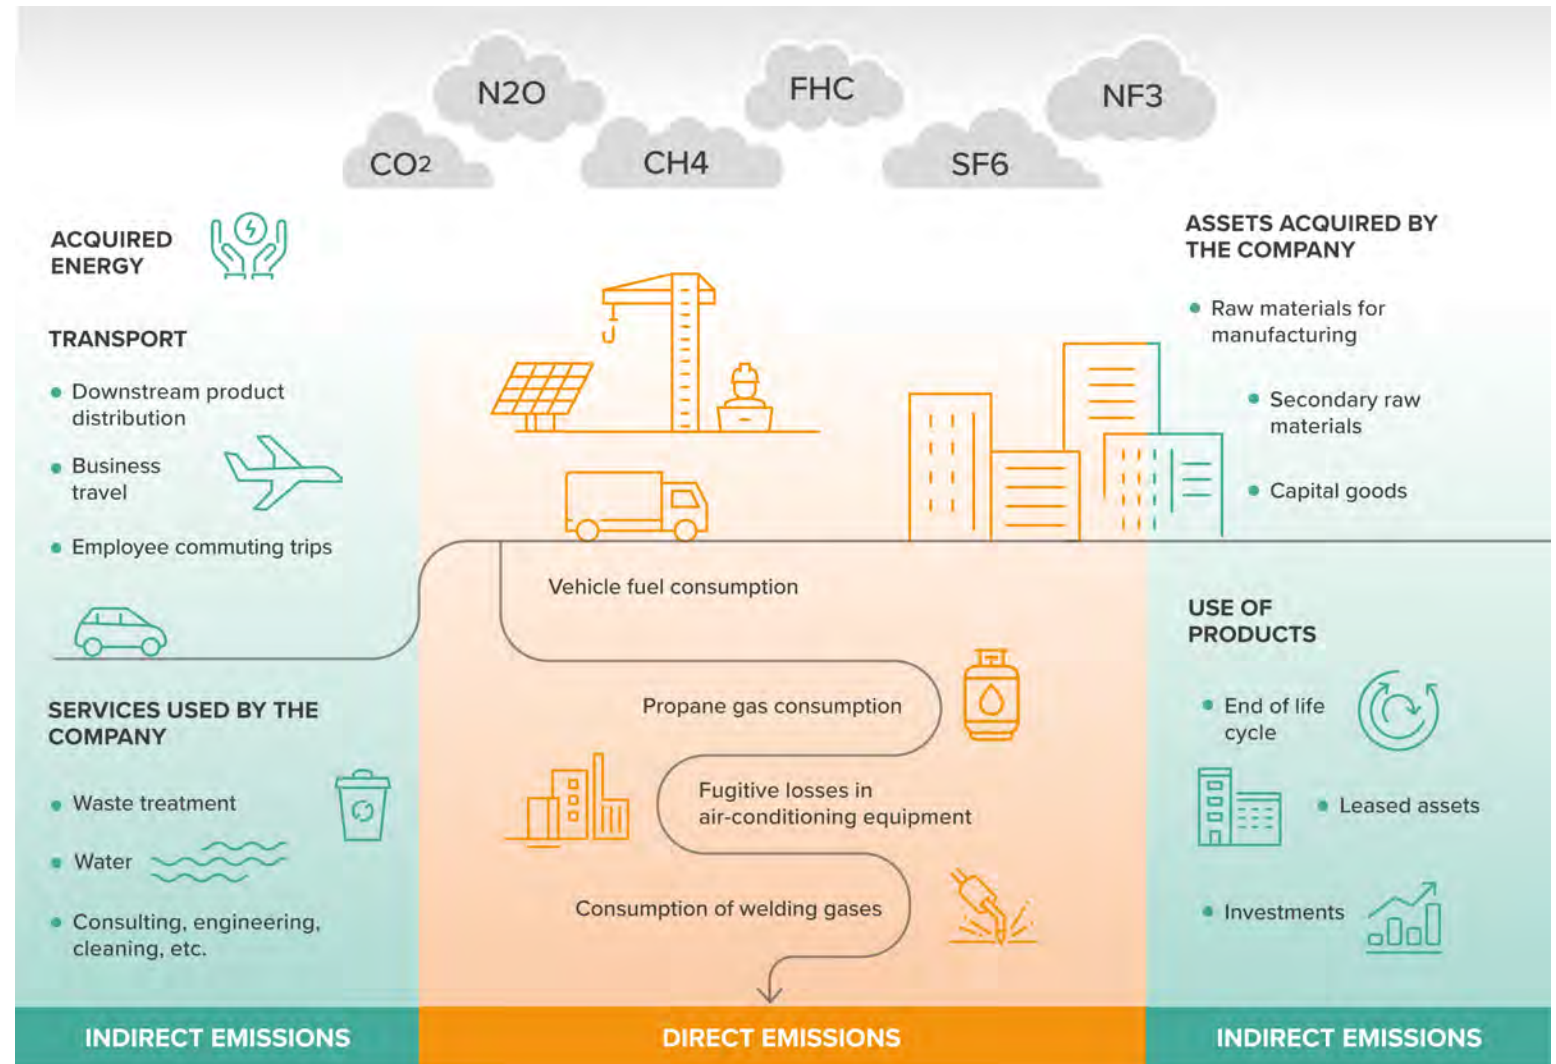 N2O
FHC
NF3
CO2
CH4
SF6
ACQUIRED
ENERGY
TRANSPORT
Downstream product
distribution
Business
travel
Employee commuting trips
SERVICES USED BY THE
COMPANY
Waste treatment
Water
Consulting, engineering,
cleaning, etc.
INDIRECT EMISSIONS
Vehicle fuel consumption
Propane gas consumption
Fugitive losses in
air-conditioning equipment
Consumption of welding gases
DIRECT EMISSIONS
ASSETS ACQUIRED BY
THE COMPANY
Raw materials for
manufacturing
Secondary raw
materials
Capital goods
USE OF
PRODUCTS
End of life
cycle
Leased assets
Investments
INDIRECT EMISSIONS